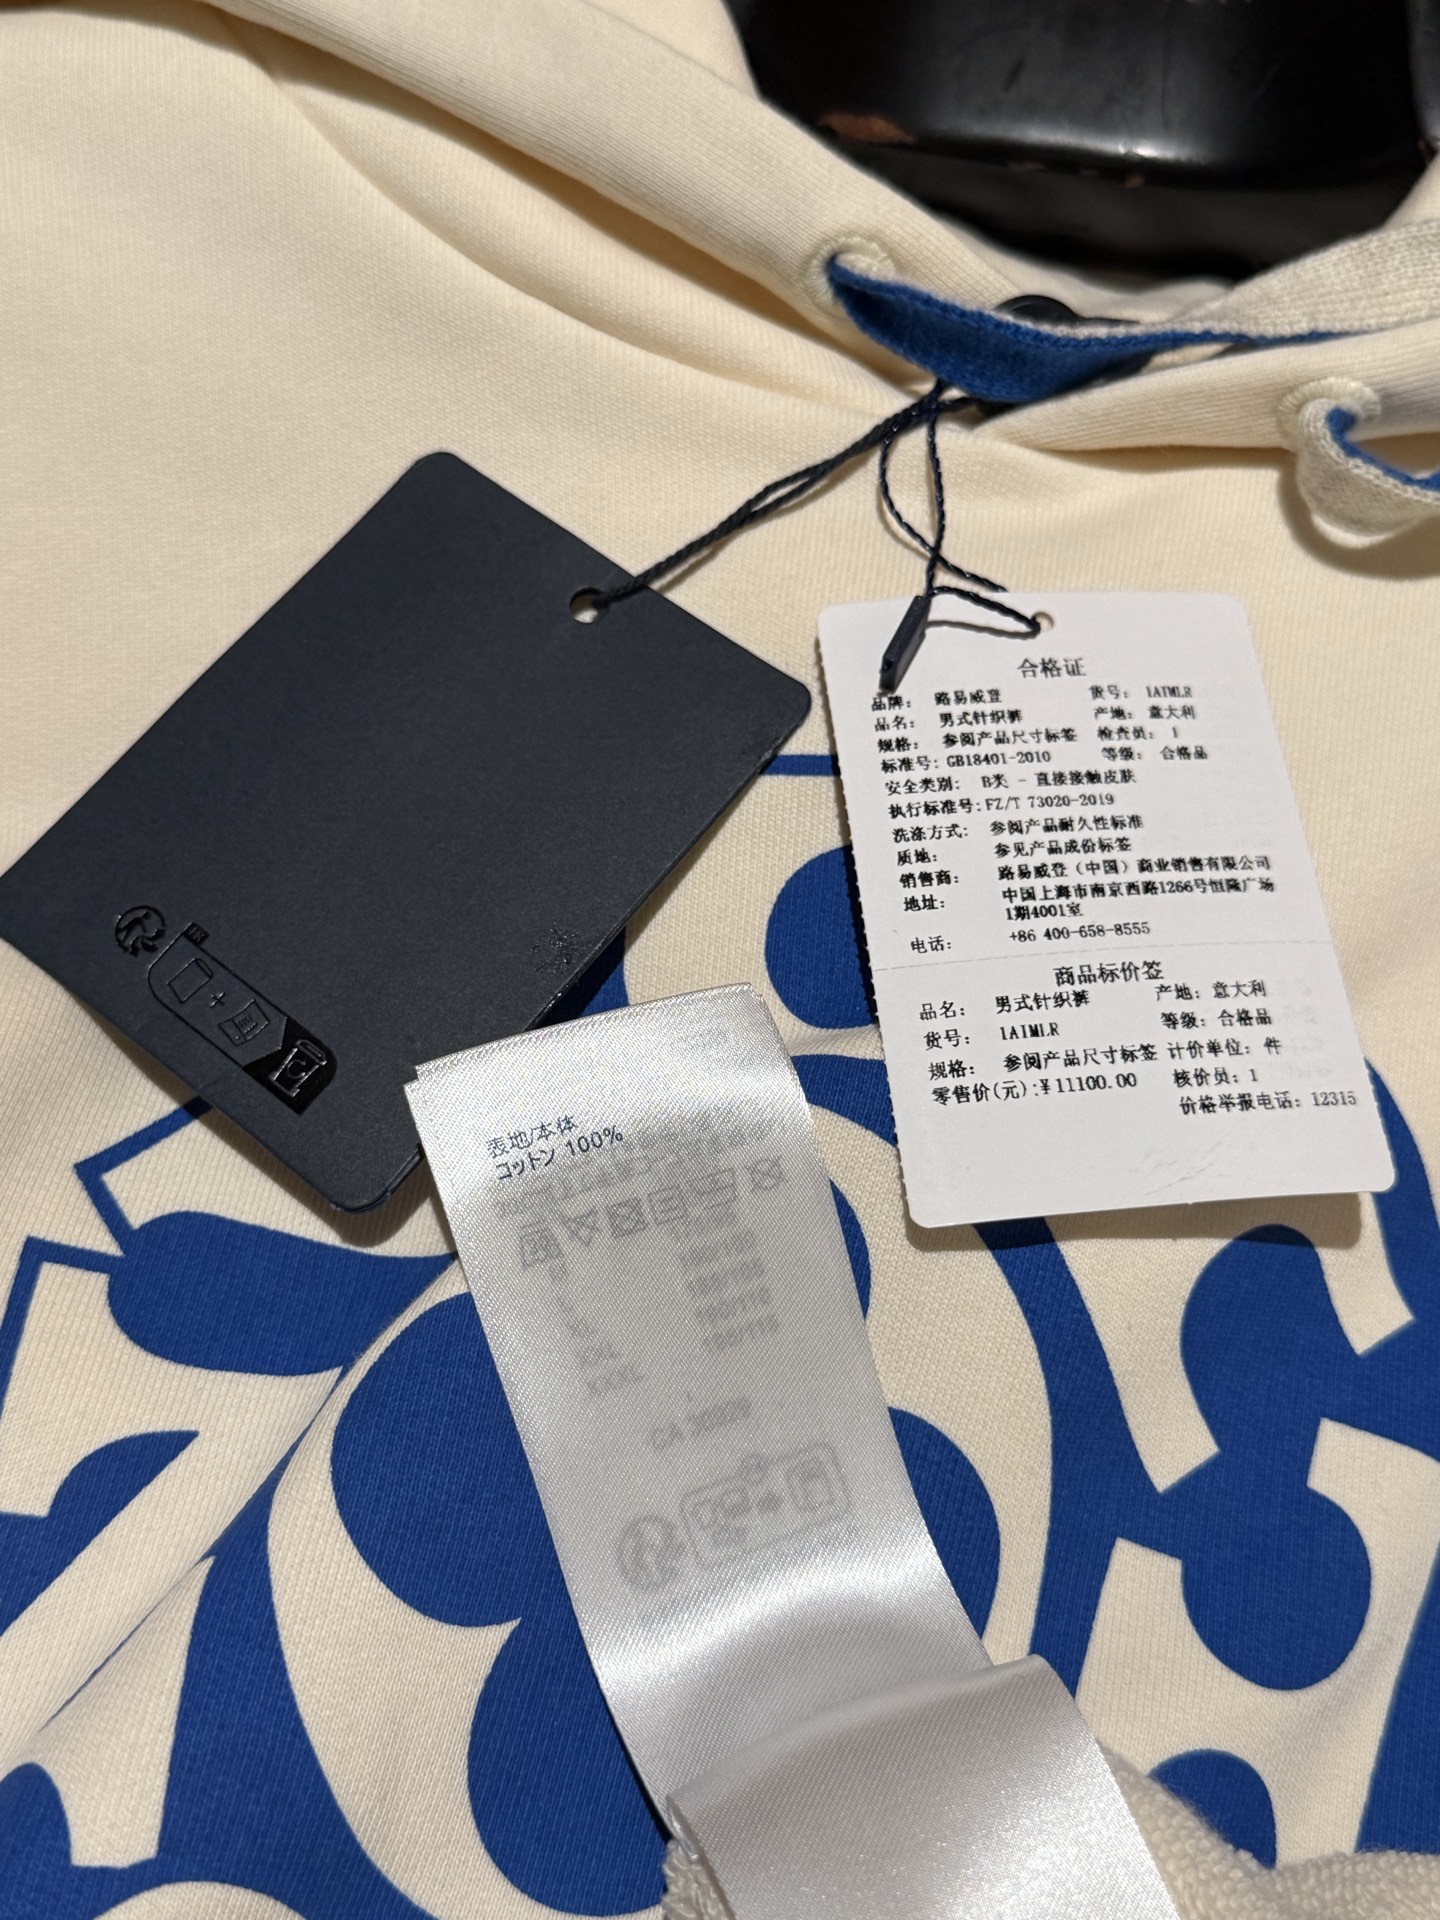 合格证
品牌: 路易威登 货号: 1AIMLR
品名: 男式针织裤 产地: 意大利
规格: 参阅产品尺寸标签 检查员: 1
标准号: GB18401-2010 等级: 合格品
安全类别: B类 - 直接接触皮肤
执行标准号:FZ/T 73020-2019
洗涤方式: 参阅产品耐久性标准
质地: 参见产品成份标签
销售商: 路易威登（中国）商业销售有限公司
地址: 中国上海市南京西路1266号恒隆广场
1期4001室
电话: +86 400-658-8555
商品标价签
品名: 男式针织裤 产地: 意大利
货号: 1AIMLR 等级: 合格品
规格: 参阅产品尺寸标签 计价单位: 件
零售价(元):¥11100.00 核价员: 1
价格举报电话: 12315
表地/本体
コットン 100%
FR
+